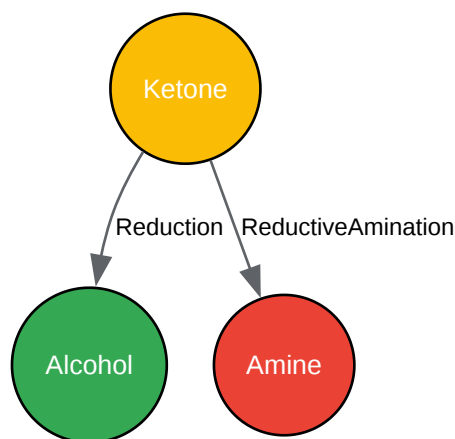 Ketone
Reduction
ReductiveAmination
Alcohol
Amine